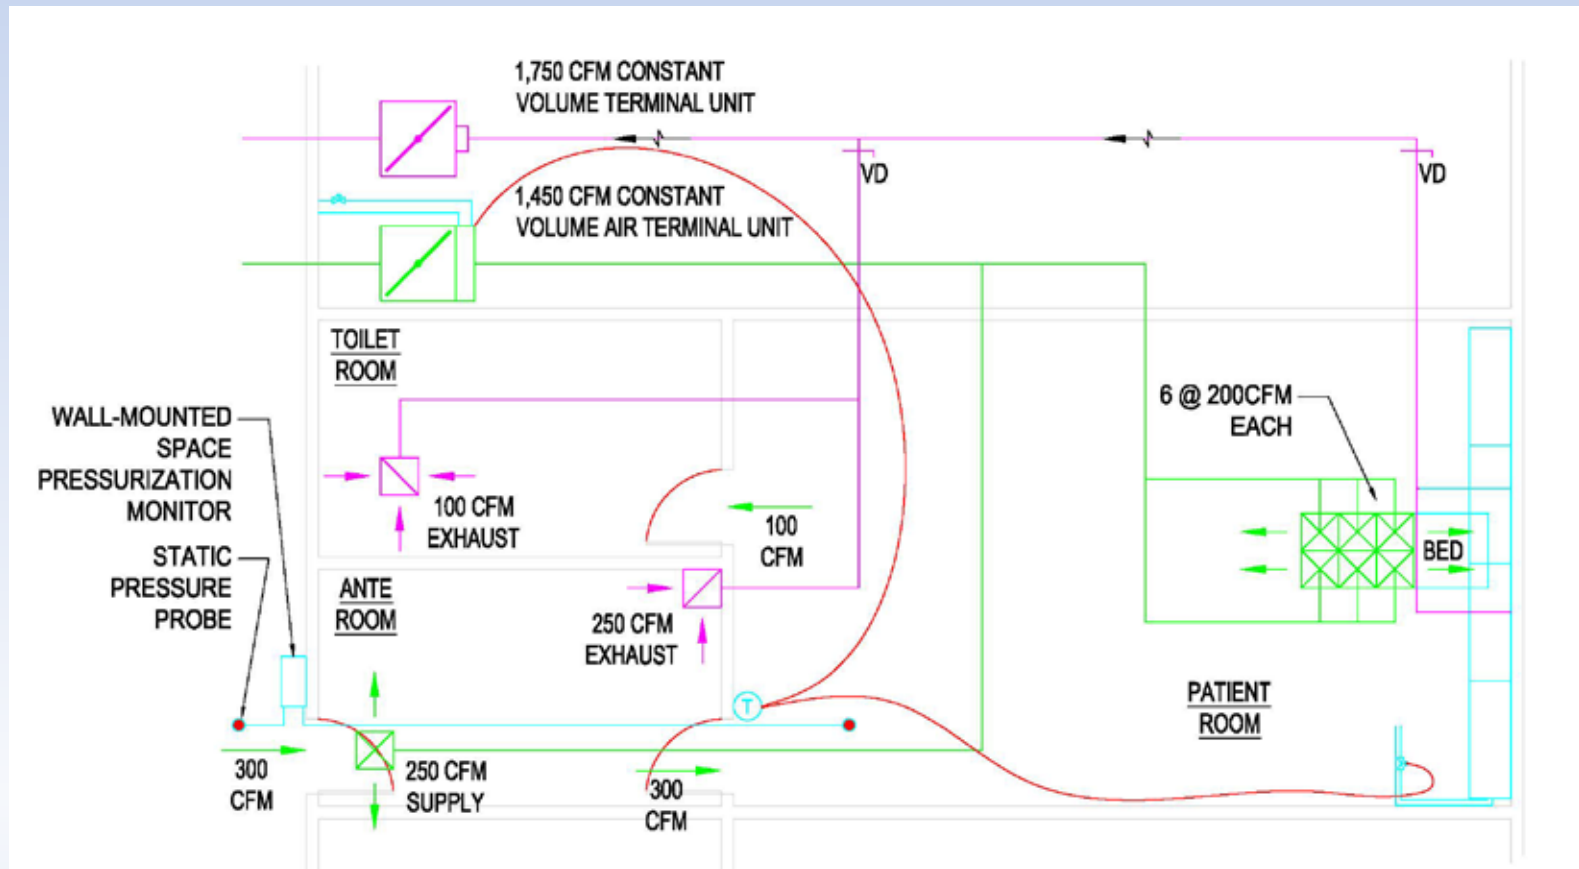 1,750 CFM CONSTANT
VOLUME TERMINAL UNIT
VD
VD
1,450 CFM CONSTANT
VOLUME AIR TERMINAL UNIT
TOILET
ROOM
6 @ 200CFM
EACH
WALL-MOUNTED
SPACE
PRESSURIZATION
MONITOR
100 CFM
EXHAUST
100
CFM
BED
STATIC
PRESSURE
PROBE
ANTE
ROOM
250 CFM
EXHAUST
T
PATIENT
ROOM
300
CFM
250 CFM
SUPPLY
300
CFM